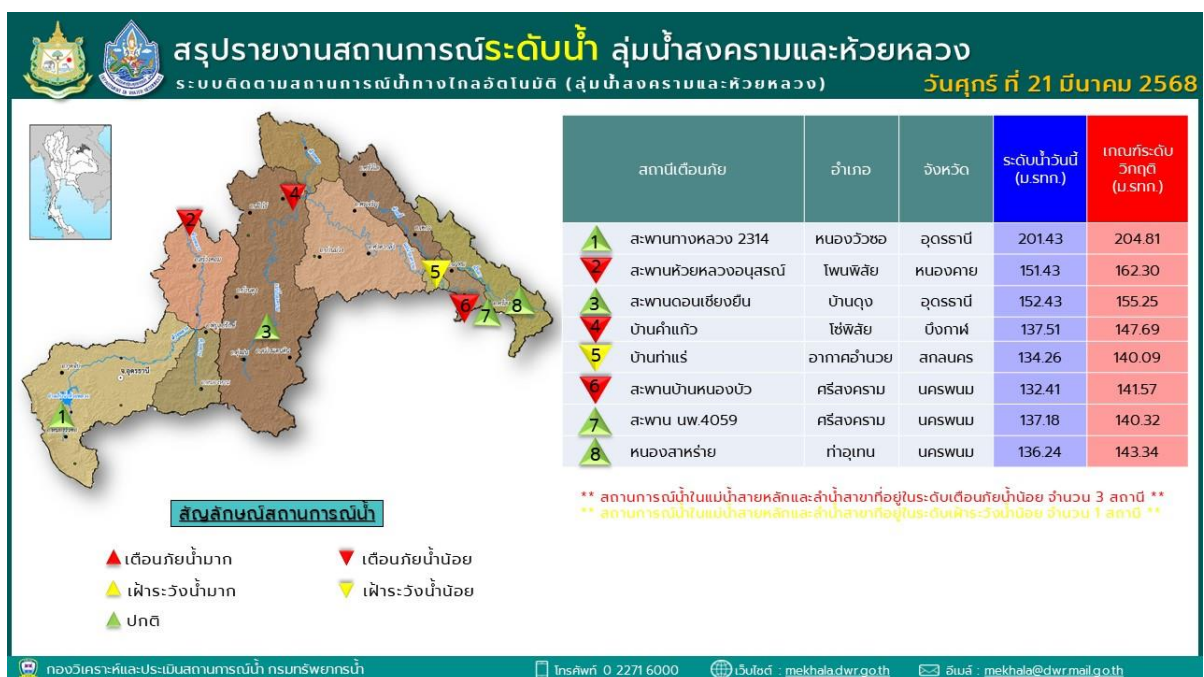 สรุปรายงานสถานการณ์ระดับน้ำ ลุ่มน้ำสงครามและห้วยหลวง
ระบบติดตามสถานการณ์น้ำทางไกลอัตโนมัติ (ลุ่มน้ำสงครามและห้วยหลวง)
วันศุกร์ ที่ 21 มีนาคม 2568
สถานีเตือนภัย อำเภอ จังหวัด ระดับน้ำวันนี้ (ม.รทก.) เกณฑ์ระดับวิกฤติ (ม.รทก.)
1 สะพานทางหลวง 2314 หนองวัวซอ อุดรธานี 201.43 204.81
2 สะพานห้วยหลวงอนุสรณ์ โพนพิสัย หนองคาย 151.43 162.30
3 สะพานดอนเชียงยืน บ้านดุง อุดรธานี 152.43 155.25
4 บ้านคำแก้ว โซ่พิสัย บึงกาฬ 137.51 147.69
5 บ้านท่าแร่ อากาศอำนวย สกลนคร 134.26 140.09
6 สะพานบ้านหนองบัว ศรีสงคราม นครพนม 132.41 141.57
7 สะพาน นพ.4059 ศรีสงคราม นครพนม 137.18 140.32
8 หนองสาหร่าย ท่าอุเทน นครพนม 136.24 143.34
** สถานการณ์น้ำในแม่น้ำสายหลักและลำน้ำสาขาที่อยู่ในระดับเตือนภัยน้ำน้อย จำนวน 3 สถานี **
** สถานการณ์น้ำในแม่น้ำสายหลักและลำน้ำสาขาที่อยู่ในระดับเฝ้าระวังน้ำน้อย จำนวน 1 สถานี **
2
4
5
6
7
8
3
จ.อุดรธานี
1
สัญลักษณ์สถานการณ์น้ำ
เตือนภัยน้ำมาก
เตือนภัยน้ำน้อย
เฝ้าระวังน้ำมาก
เฝ้าระวังน้ำน้อย
ปกติ
กองวิเคราะห์และประเมินสถานการณ์น้ำ กรมทรัพยากรน้ำ
โทรศัพท์ 0 2271 6000
เว็บไซต์ : mekhala.dwr.go.th
อีเมล์ : mekhala@dwr.mail.go.th